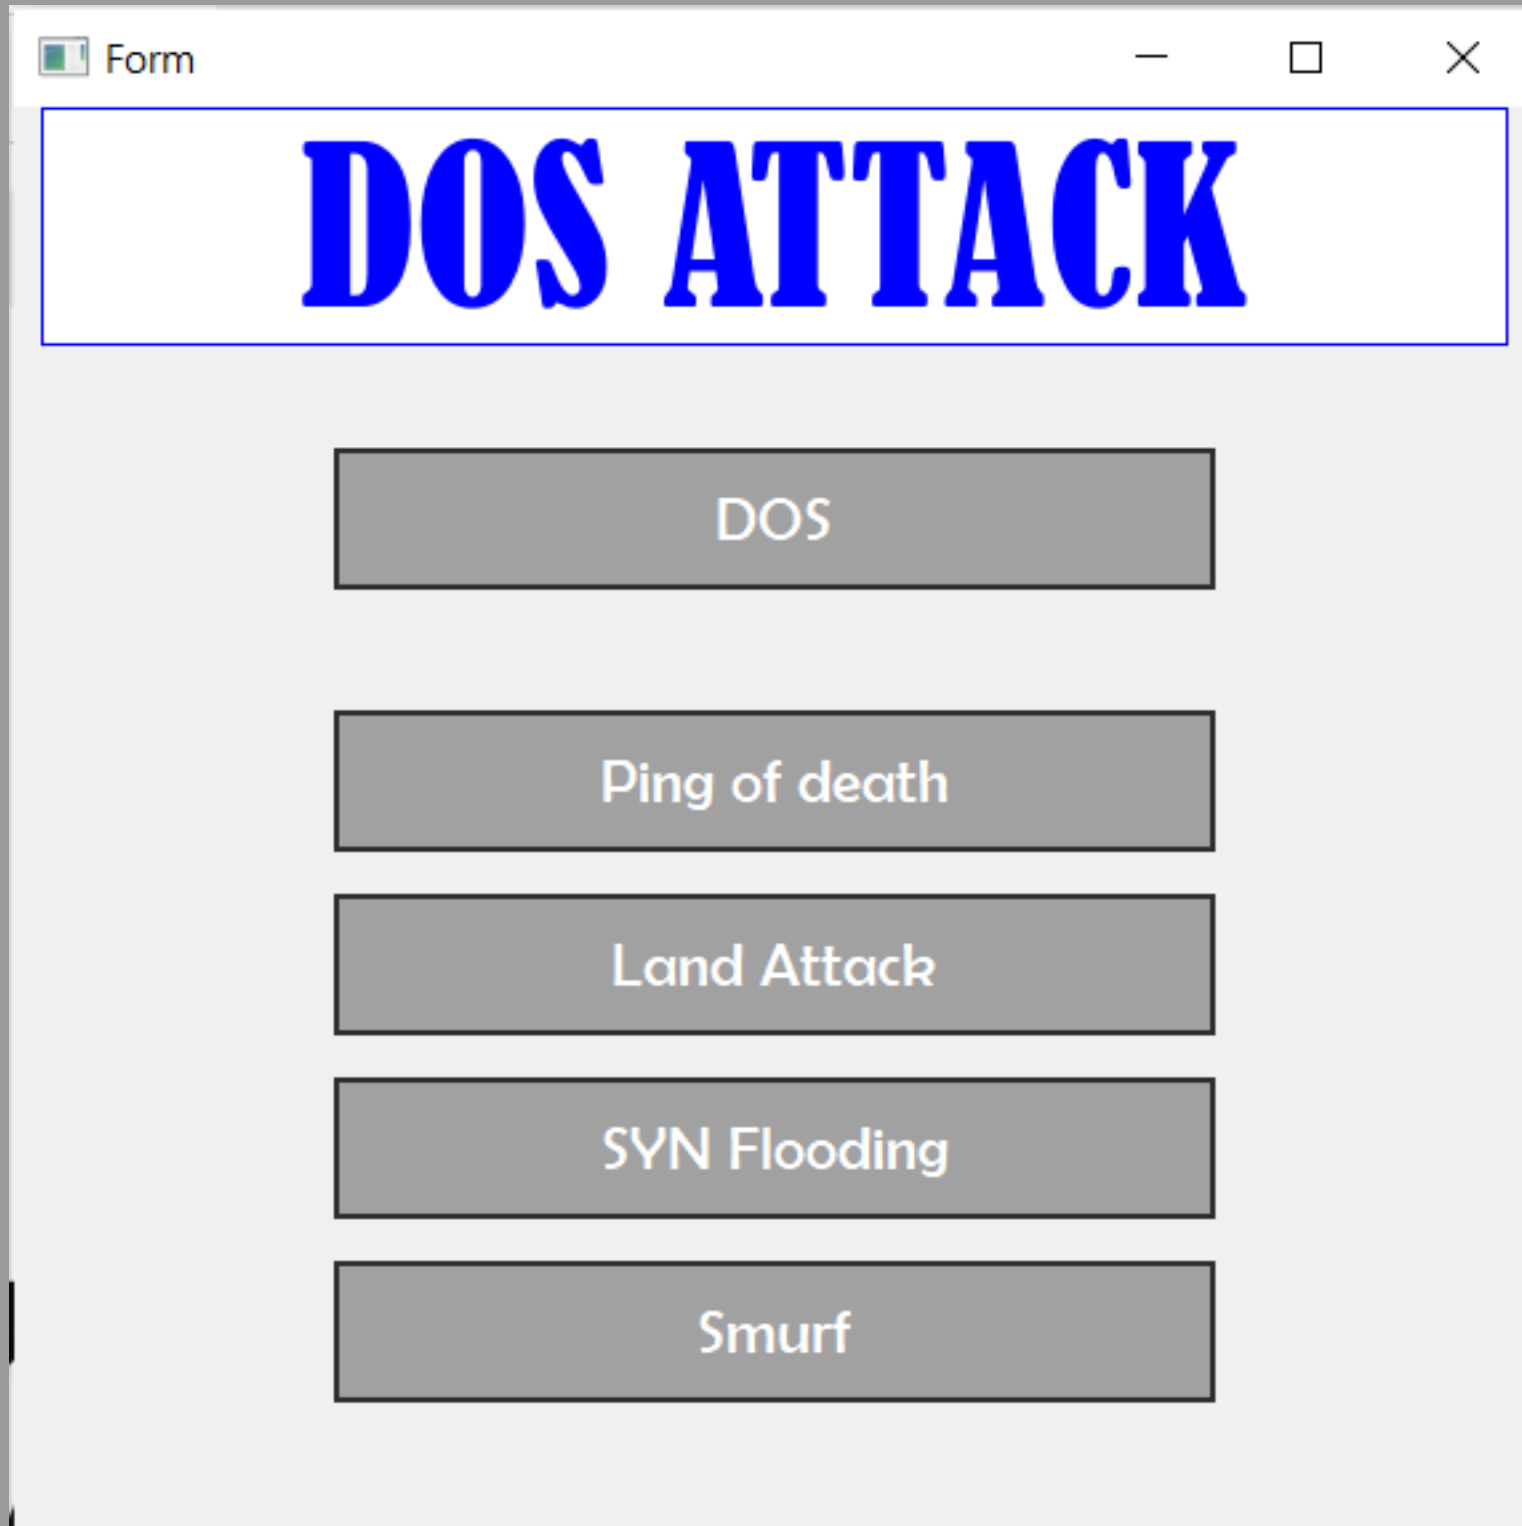 Form
DOS ATTACK
DOS
Ping of death
Land Attack
SYN Flooding
Smurf